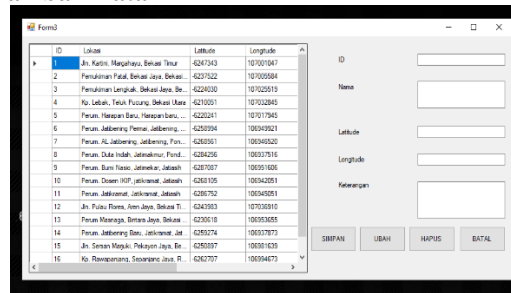 Form3
ID Lokasi Latitude Longtude
1 Jln. Kartini, Margahayu, Bekasi Timur -6247343 107001047
2 Pemukiman Patal, Bekasi Jaya, Bekasi... -6237522 107005584
3 Pemukiman Lengkak, Bekasi Jaya, Be... -6224030 107025519
4 Kp. Lebak, Teluk Pucung, Bekasi Utara -6210051 107032845
5 Perum. Harapan Baru, Harapan baru, ... -6220241 107017945
6 Perum. Jatibening Permai, Jatibening, ... -6258994 106949921
7 Perum. AL Jatibening, Jatibening, Pon... -6268561 106946520
8 Perum. Duta Indah, Jatimakmur, Pond... -6284256 106937516
9 Perum. Bumi Nasio, Jatimekar, Jatiasih -6287087 106951606
10 Perum. Dosen IKIP, jatikramat, Jatiasih -6268105 106942051
11 Perum. Jatikramat, Jatikramat, Jatiasih -6286752 106945051
12 Jln. Pulau Flores, Aren Jaya, Bekasi Ti... -6243983 107036910
13 Perum Masnaga, Bintara Jaya, Bekasi ... -6230618 106953655
14 Perum. Jatibening Baru, Jatikramat, Jat... -6259274 106937873
15 Jln. Sersan Marjuki, Pekayon Jaya, Be... -6250897 106981639
16 Kp. Rawapanjang, Sepanjang Jaya, R... -6262707 106994673
ID
Nama
Latitude
Longtude
Keterangan
SIMPAN UBAH HAPUS BATAL